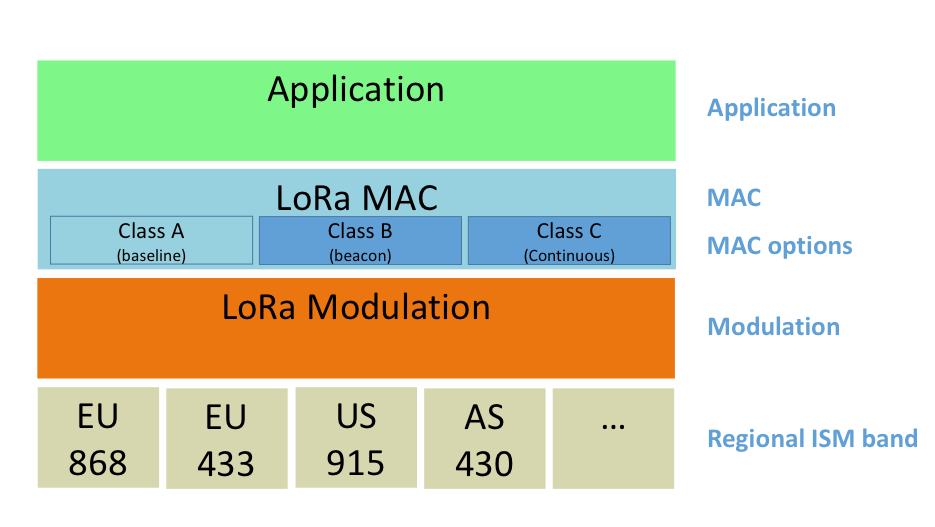 Application
Application
LoRa MAC
MAC
Class A
(baseline)
Class B
(beacon)
Class C
(Continuous)
MAC options
LoRa Modulation
Modulation
EU
868
EU
433
US
915
AS
430
...
Regional ISM band